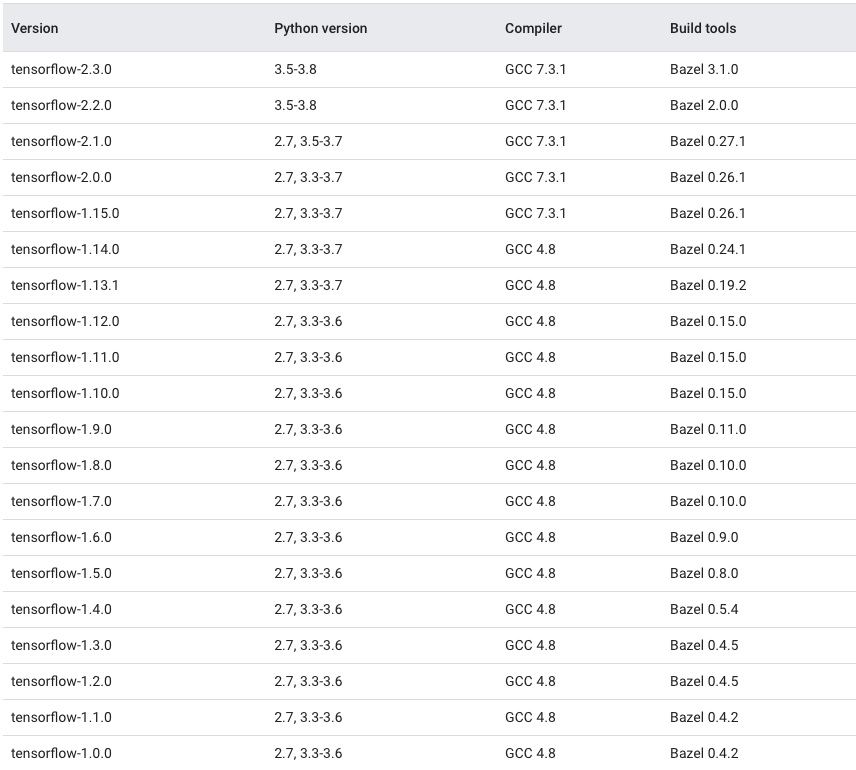 Version Python version Compiler Build tools
tensorflow-2.3.0 3.5-3.8 GCC 7.3.1 Bazel 3.1.0
tensorflow-2.2.0 3.5-3.8 GCC 7.3.1 Bazel 2.0.0
tensorflow-2.1.0 2.7, 3.5-3.7 GCC 7.3.1 Bazel 0.27.1
tensorflow-2.0.0 2.7, 3.3-3.7 GCC 7.3.1 Bazel 0.26.1
tensorflow-1.15.0 2.7, 3.3-3.7 GCC 7.3.1 Bazel 0.26.1
tensorflow-1.14.0 2.7, 3.3-3.7 GCC 4.8 Bazel 0.24.1
tensorflow-1.13.1 2.7, 3.3-3.7 GCC 4.8 Bazel 0.19.2
tensorflow-1.12.0 2.7, 3.3-3.6 GCC 4.8 Bazel 0.15.0
tensorflow-1.11.0 2.7, 3.3-3.6 GCC 4.8 Bazel 0.15.0
tensorflow-1.10.0 2.7, 3.3-3.6 GCC 4.8 Bazel 0.15.0
tensorflow-1.9.0 2.7, 3.3-3.6 GCC 4.8 Bazel 0.11.0
tensorflow-1.8.0 2.7, 3.3-3.6 GCC 4.8 Bazel 0.10.0
tensorflow-1.7.0 2.7, 3.3-3.6 GCC 4.8 Bazel 0.10.0
tensorflow-1.6.0 2.7, 3.3-3.6 GCC 4.8 Bazel 0.9.0
tensorflow-1.5.0 2.7, 3.3-3.6 GCC 4.8 Bazel 0.8.0
tensorflow-1.4.0 2.7, 3.3-3.6 GCC 4.8 Bazel 0.5.4
tensorflow-1.3.0 2.7, 3.3-3.6 GCC 4.8 Bazel 0.4.5
tensorflow-1.2.0 2.7, 3.3-3.6 GCC 4.8 Bazel 0.4.5
tensorflow-1.1.0 2.7, 3.3-3.6 GCC 4.8 Bazel 0.4.2
tensorflow-1.0.0 2.7, 3.3-3.6 GCC 4.8 Bazel 0.4.2